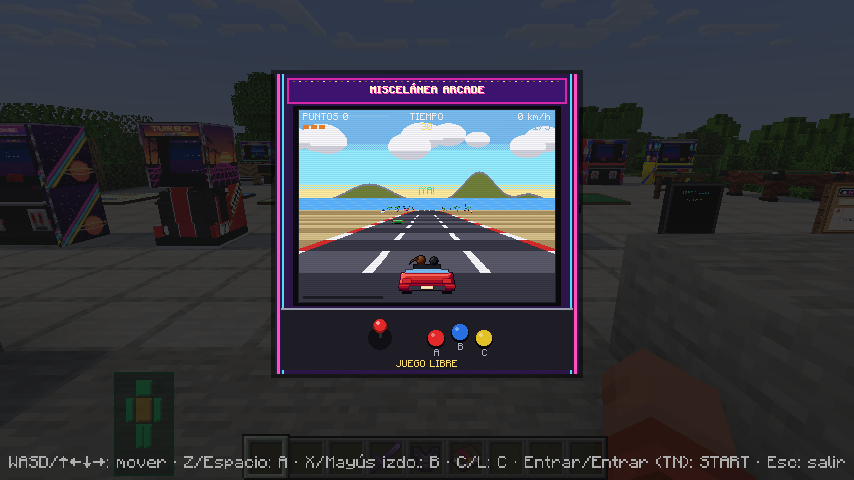 MISCELÁNEA ARCADE
PUNTOS 0 TIEMPO 0 km/h
¡YA!
A
B
C
JUEGO LIBRE
TURBO
WASD/↑←↓→: mover · Z/Espacio: A · X/Mayús izdo.: B · C/L: C · Entrar/Entrar (TN): START · Esc: salir